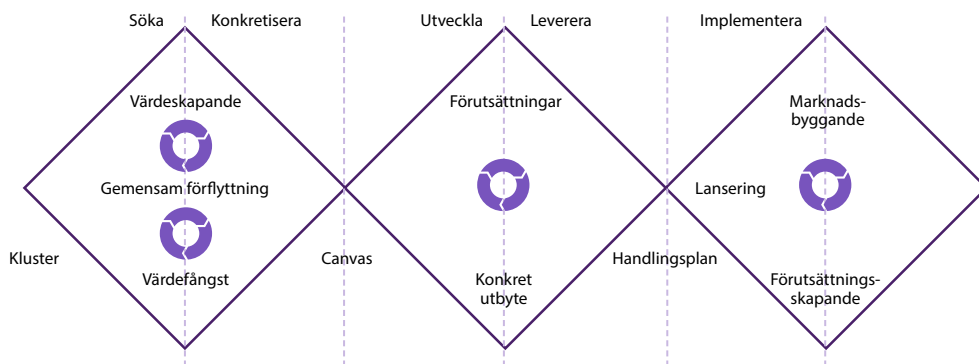 Söka
Konkretisera
Utveckla
Leverera
Implementera
Värdeskapande
Förutsättningar
Marknads-
byggande
Gemensam förflyttning
Lansering
Kluster
Canvas
Handlingsplan
Värdefångst
Konkret
utbyte
Förutsättnings-
skapande